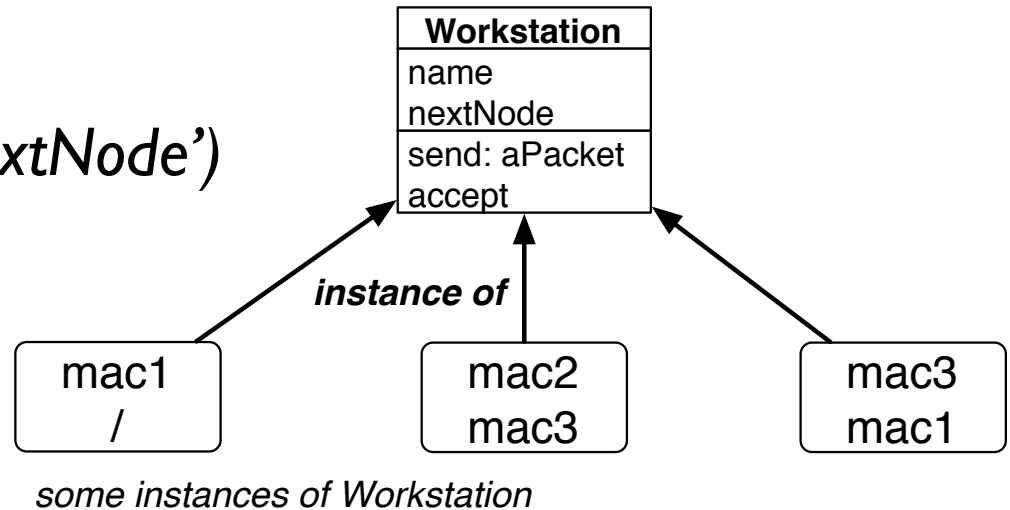 Workstation
name
nextNode
xtNode’)
send: aPacket
accept
instance of
mac1
/
mac2
mac3
mac3
mac1
some instances of Workstation